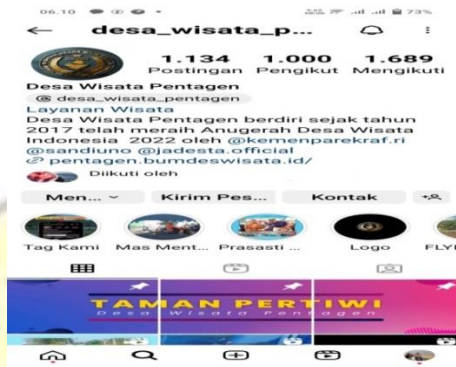 06.10
73%
desa_wisata_p...
1.134 1.000 1.689
Postingan Pengikut Mengikuti
Desa Wisata Pentagen
desa_wisata_pentagen
Layanan Wisata
Desa Wisata Pentagen berdiri sejak tahun
2017 telah meraih Anugerah Desa Wisata
Indonesia 2022 oleh @kemenparekraf.ri
@sandiuno @jadesta.official
pentagen.bumdeswisata.id/
Diikuti oleh
Men... Kirim Pes... Kontak
Tag Kami Mas Ment... Prasasti ... Logo FLY
TAMAN PERTIWI
Desa Wisata Pentagen